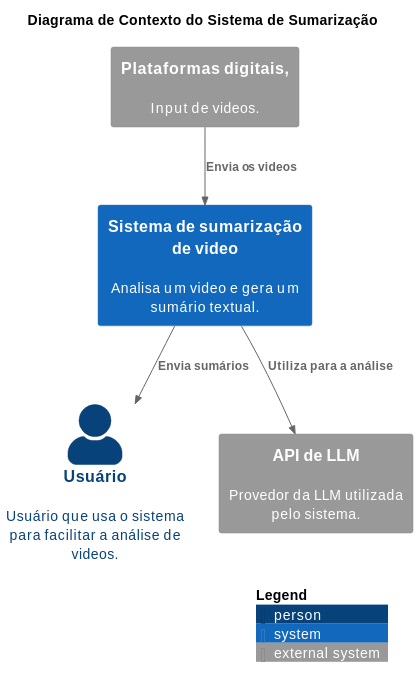 Diagrama de Contexto do Sistema de Sumarização
Plataformas digitais,
Input de videos.
Envia os videos
Sistema de sumarização
de video
Analisa um video e gera um
sumário textual.
Envia sumários
Utiliza para a análise
Usuário
Usuário que usa o sistema
para facilitar a análise de
videos.
API de LLM
Provedor da LLM utilizada
pelo sistema.
Legend
person
system
external system